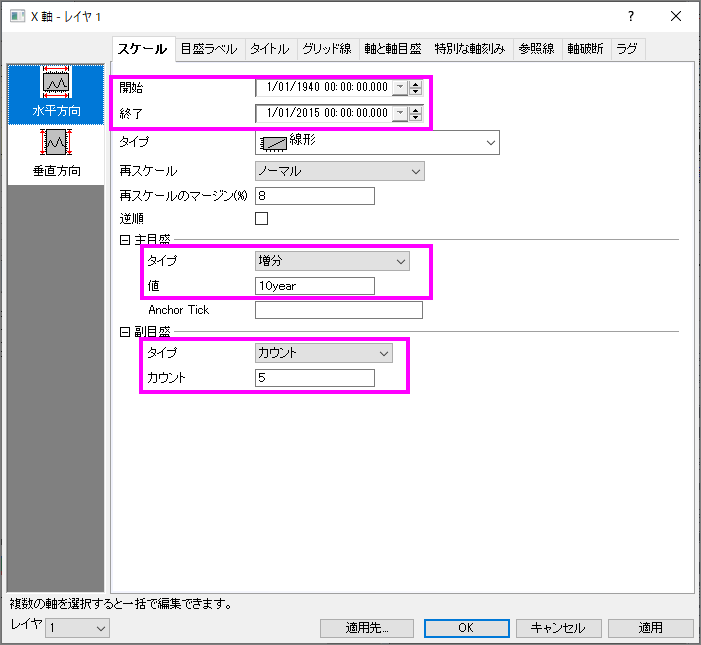 X 軸 - レイヤ 1
スケール 目盛ラベル タイトル グリッド線 軸と軸目盛 特別な軸刻み 参照線 軸破断 ラグ
水平方向
垂直方向
開始 1/01/1940 00:00:00.000
終了 1/01/2015 00:00:00.000
タイプ 線形
再スケール ノーマル
再スケールのマージン(%) 8
逆順
主目盛
タイプ 増分
値 10year
Anchor Tick
副目盛
タイプ カウント
カウント 5
複数の軸を選択すると一括で編集できます。
レイヤ 1
適用先... OK キャンセル 適用